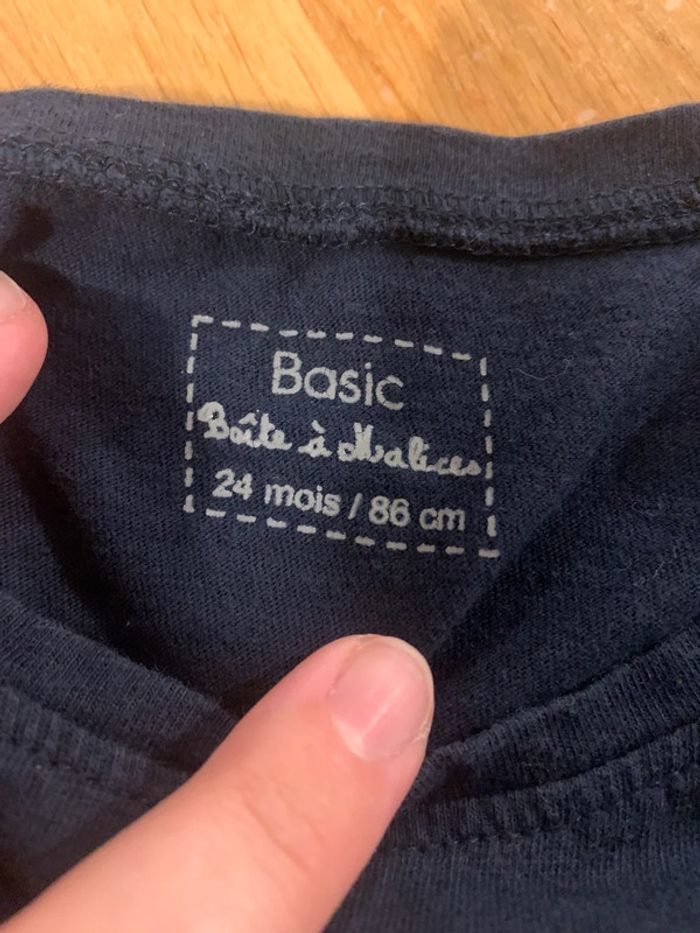 Basic
Boîte à Malices
24 mois / 86 cm